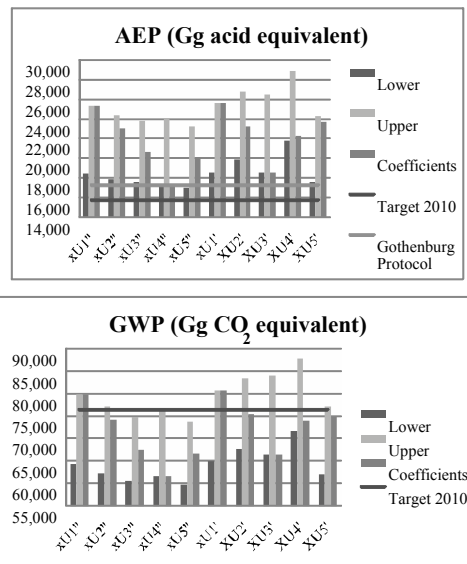 AEP (Gg acid equivalent)
30,000
28,000
26,000
24,000
22,000
20,000
18,000
16,000
14,000
xU1" xU2" xU3" xU4" xU5" xU1' XU2' XU3' XU4' XU5'
Lower
Upper
Coefficients
Target 2010
Gothenburg
Protocol
GWP (Gg CO2 equivalent)
90,000
85,000
80,000
75,000
70,000
65,000
60,000
55,000
xU1" xU2" xU3" xU4" xU5" xU1' XU2' XU3' XU4' XU5'
Lower
Upper
Coefficients
Target 2010